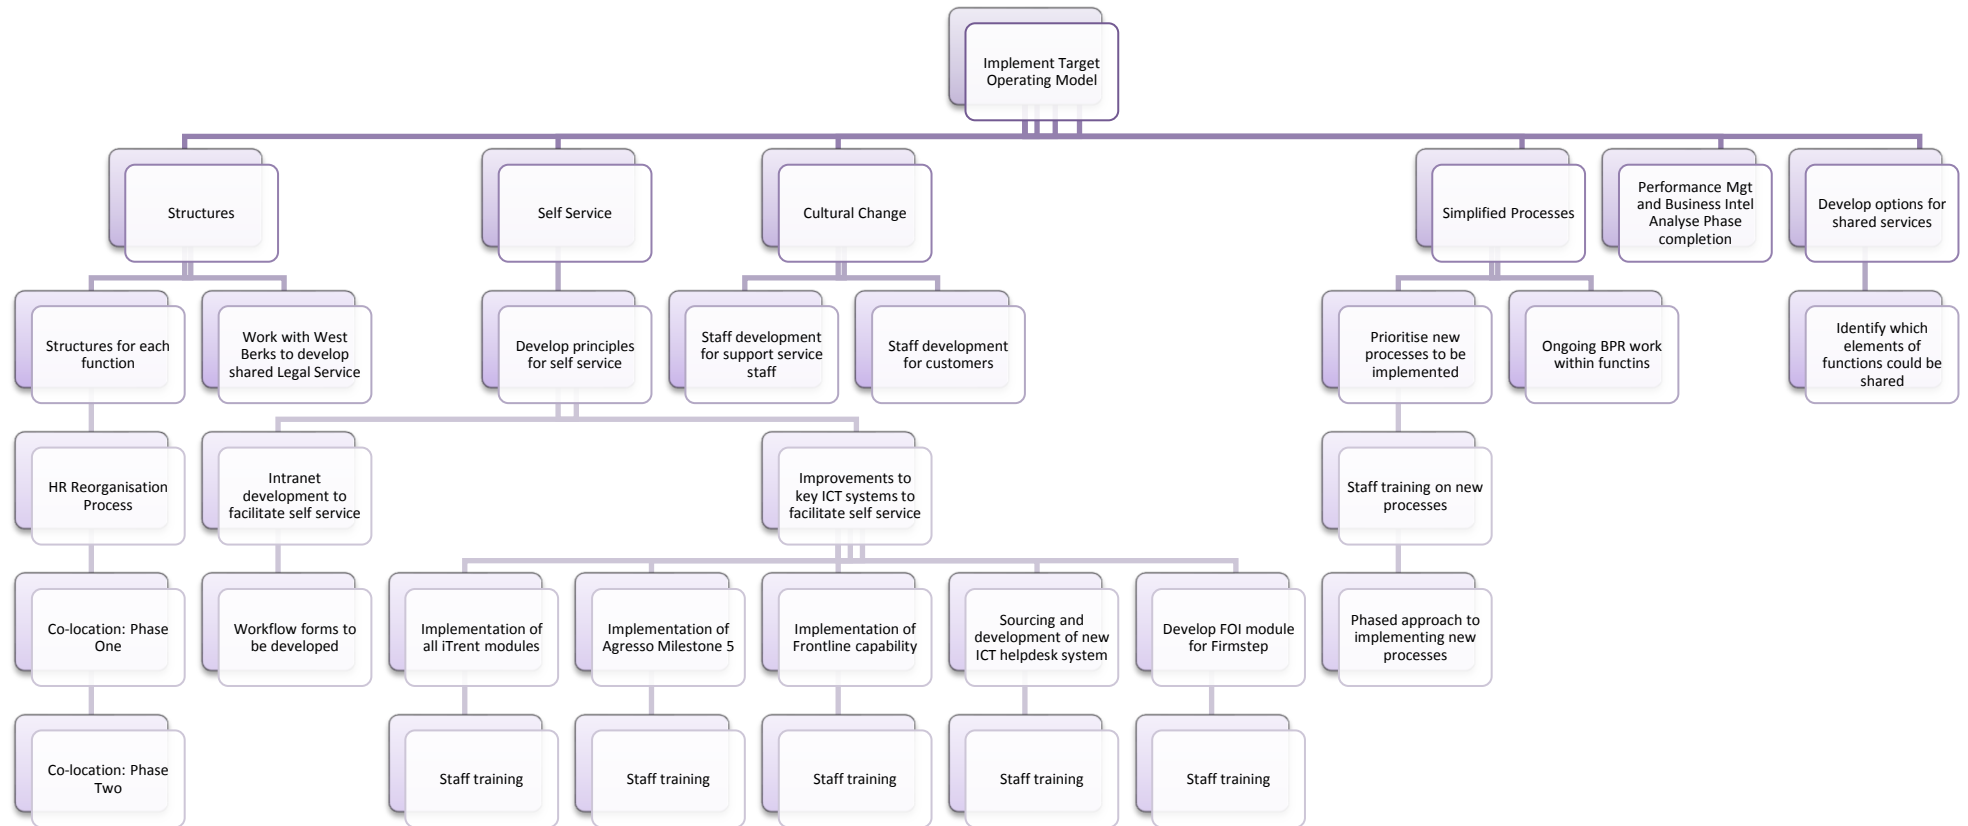 Implement Target
Operating Model
Structures
Self Service
Cultural Change
Simplified Processes
Performance Mgt
and Business Intel
Analyse Phase
completion
Develop options for
shared services
Structures for each
function
Work with West
Berks to develop
shared Legal Service
Develop principles
for self service
Staff development
for support service
staff
Staff development
for customers
Prioritise new
processes to be
implemented
Ongoing BPR work
within functins
Identify which
elements of
functions could be
shared
HR Reorganisation
Process
Intranet
development to
facilitate self service
Improvements to
key ICT systems to
facilitate self service
Staff training on new
processes
Co-location: Phase
One
Workflow forms to
be developed
Implementation of
all iTrent modules
Implementation of
Agresso Milestone 5
Implementation of
Frontline capability
Sourcing and
development of new
ICT helpdesk system
Develop FOI module
for Firmstep
Phased approach to
implementing new
processes
Co-location: Phase
Two
Staff training
Staff training
Staff training
Staff training
Staff training